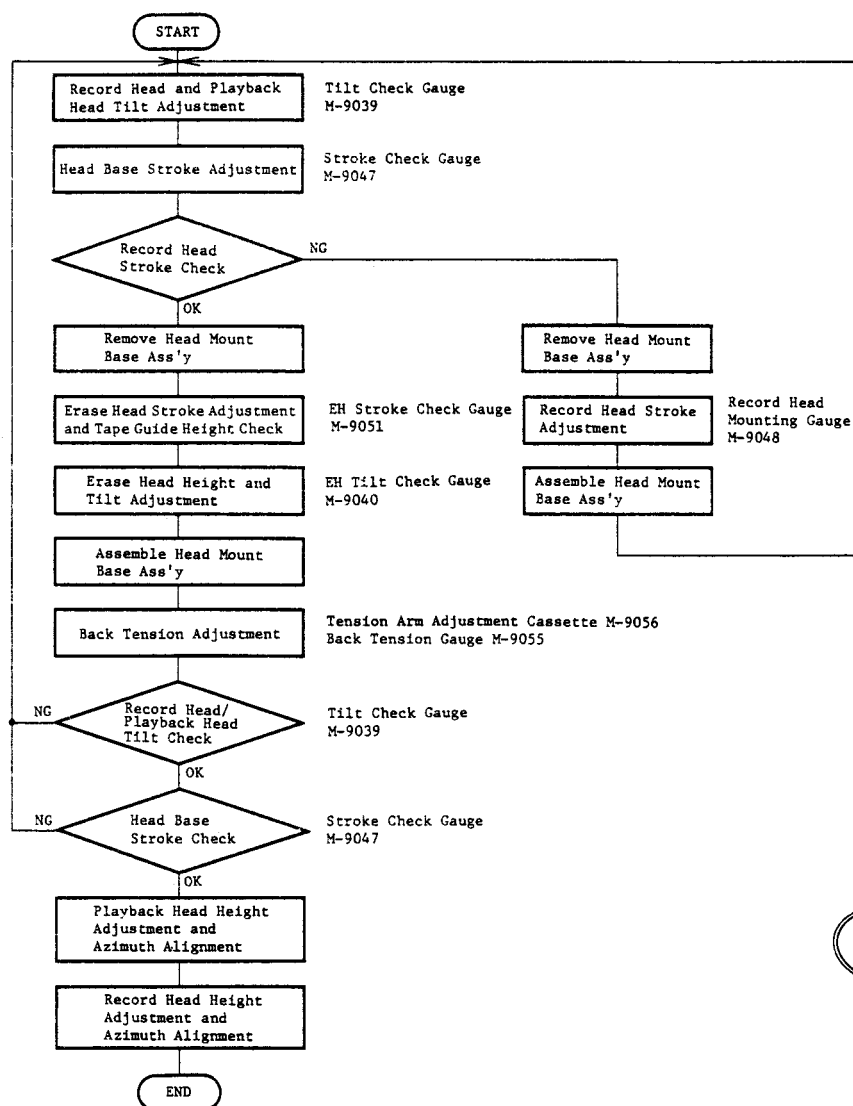 START
Record Head and Playback
Head Tilt Adjustment
Tilt Check Gauge
M-9039
Head Base Stroke Adjustment
Stroke Check Gauge
M-9047
Record Head
Stroke Check
NG
OK
Remove Head Mount
Base Ass'y
Remove Head Mount
Base Ass'y
Erase Head Stroke Adjustment
and Tape Guide Height Check
EH Stroke Check Gauge
M-9051
Record Head Stroke
Adjustment
Record Head
Mounting Gauge
M-9048
Erase Head Height and
Tilt Adjustment
EH Tilt Check Gauge
M-9040
Assemble Head Mount
Base Ass'y
Assemble Head Mount
Base Ass'y
Back Tension Adjustment
Tension Arm Adjustment Cassette M-9056
Back Tension Gauge M-9055
NG
Record Head/
Playback Head
Tilt Check
Tilt Check Gauge
M-9039
OK
NG
Head Base
Stroke Check
Stroke Check Gauge
M-9047
OK
Playback Head Height
Adjustment and
Azimuth Alignment
Record Head Height
Adjustment and
Azimuth Alignment
END